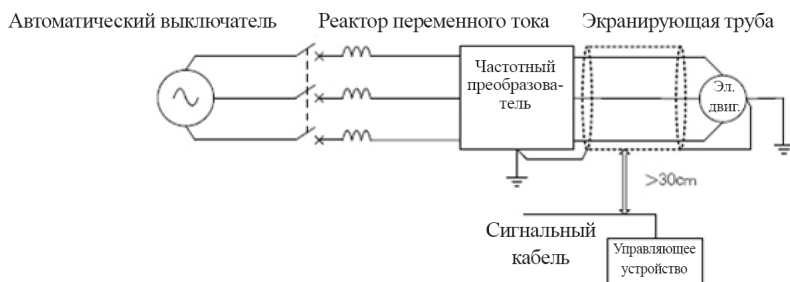 Автоматический выключатель
Реактор переменного тока
Экранирующая труба
Частотный
преобразова-
тель
Эл.
двиг.
>30cm
Сигнальный
кабель
Управляющее
устройство